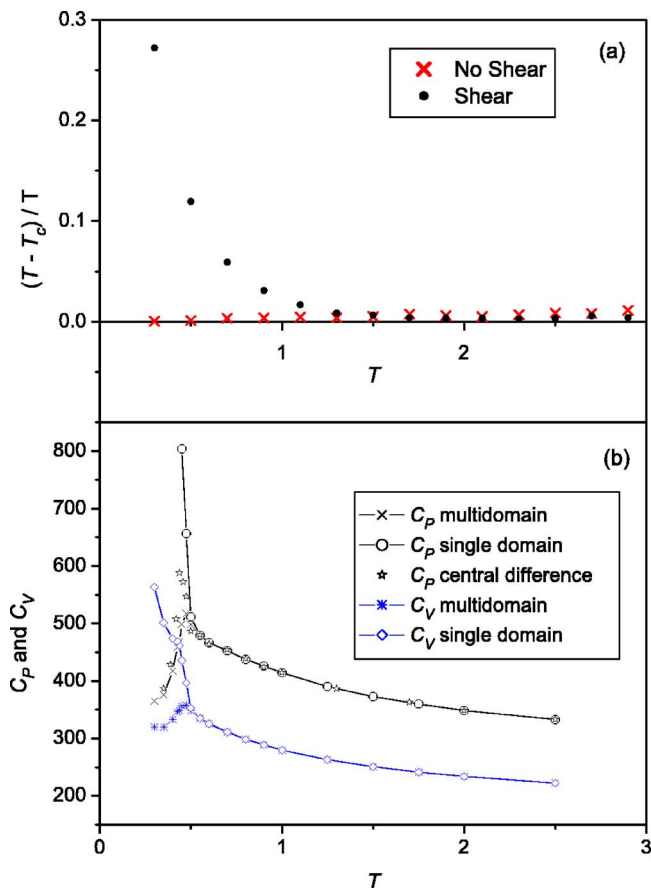 0.3
(a)
No Shear
Shear
0.2
(T - Tc) / T
0.1
0.0
1
2
T
800
(b)
700
CP multidomain
CP single domain
600
CP central difference
CV multidomain
500
CV single domain
CP and CV
400
300
200
0
1
2
3
T